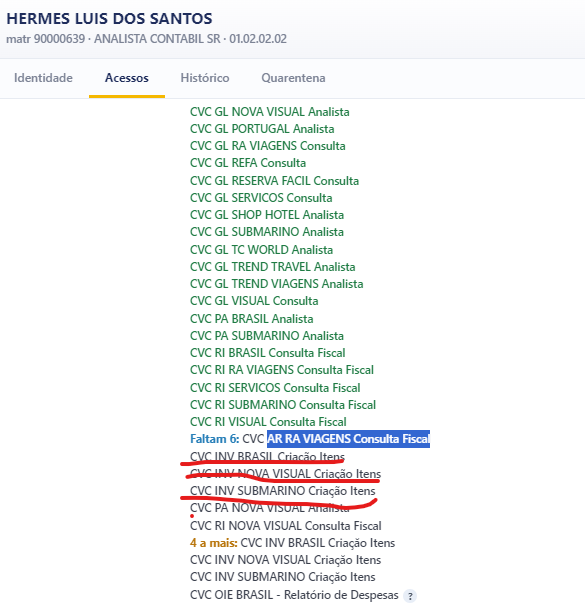 HERMES LUIS DOS SANTOS
matr 90000639 · ANALISTA CONTABIL SR · 01.02.02.02
Identidade Acessos Histórico Quarentena
CVC GL NOVA VISUAL Analista
CVC GL PORTUGAL Analista
CVC GL RA VIAGENS Consulta
CVC GL REFA Consulta
CVC GL RESERVA FACIL Consulta
CVC GL SERVICOS Consulta
CVC GL SHOP HOTEL Analista
CVC GL SUBMARINO Analista
CVC GL TC WORLD Analista
CVC GL TREND TRAVEL Analista
CVC GL TREND VIAGENS Analista
CVC GL VISUAL Consulta
CVC PA BRASIL Analista
CVC PA SUBMARINO Analista
CVC RI BRASIL Consulta Fiscal
CVC RI RA VIAGENS Consulta Fiscal
CVC RI SERVICOS Consulta Fiscal
CVC RI SUBMARINO Consulta Fiscal
CVC RI VISUAL Consulta Fiscal
Faltam 6: CVC AR RA VIAGENS Consulta Fiscal
CVC INV BRASIL Criação Itens
CVC INV NOVA VISUAL Criação Itens
CVC INV SUBMARINO Criação Itens
CVC PA NOVA VISUAL Analista
CVC RI NOVA VISUAL Consulta Fiscal
4 a mais: CVC INV BRASIL Criação Itens
CVC INV NOVA VISUAL Criação Itens
CVC INV SUBMARINO Criação Itens
CVC OIE BRASIL - Relatório de Despesas ?